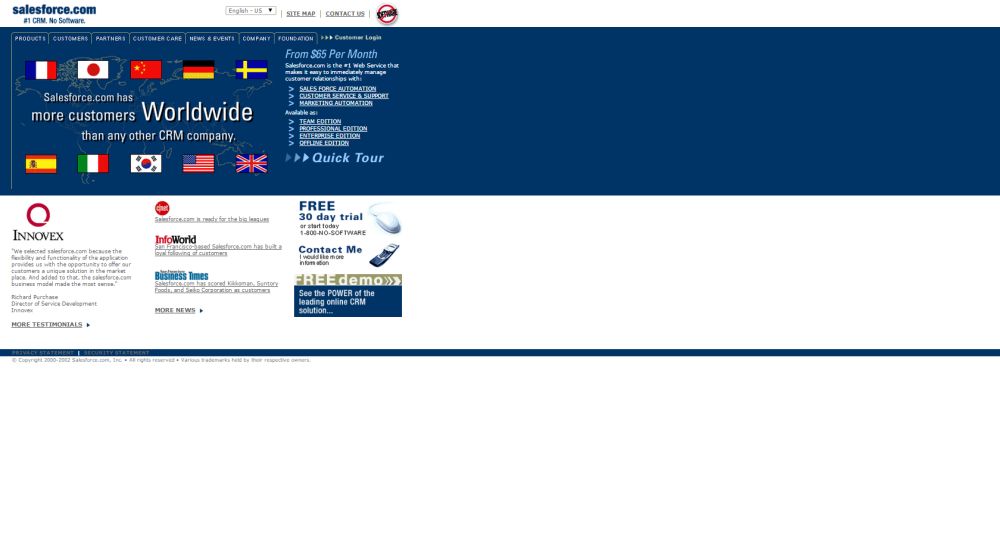 salesforce.com
#1 CRM. No Software.
English - US
SITE MAP
CONTACT US
SOFTWARE
PRODUCTS
CUSTOMERS
PARTNERS
CUSTOMER CARE
NEWS & EVENTS
COMPANY
FOUNDATION
Customer Login
Salesforce.com has
more customers Worldwide
than any other CRM company.
From $65 Per Month
Salesforce.com is the #1 Web Service that
makes it easy to immediately manage
customer relationships with:
> SALES FORCE AUTOMATION
> CUSTOMER SERVICE & SUPPORT
> MARKETING AUTOMATION
Available as:
> TEAM EDITION
> PROFESSIONAL EDITION
> ENTERPRISE EDITION
> OFFLINE EDITION
Quick Tour
INNOVEX
"We selected salesforce.com because the
flexibility and functionality of the application
provides us with the opportunity to offer our
customers a unique solution in the market
place. And added to that, the salesforce.com
business model made the most sense."
Richard Purchase
Director of Service Development
Innovex
MORE TESTIMONIALS
c|net
Salesforce.com is ready for the big leagues
InfoWorld
San Francisco-based Salesforce.com has built a
loyal following of customers
Business Times
Salesforce.com has scored Kikkoman, Suntory
Foods, and Seiko Corporation as customers
MORE NEWS
FREE
30 day trial
or start today
1-800-NO-SOFTWARE
Contact Me
I would like more
information
FREE demo
See the POWER of the
leading online CRM
solution...
PRIVACY STATEMENT | SECURITY STATEMENT
© Copyright 2000-2002 Salesforce.com, Inc. • All rights reserved • Various trademarks held by their respective owners.